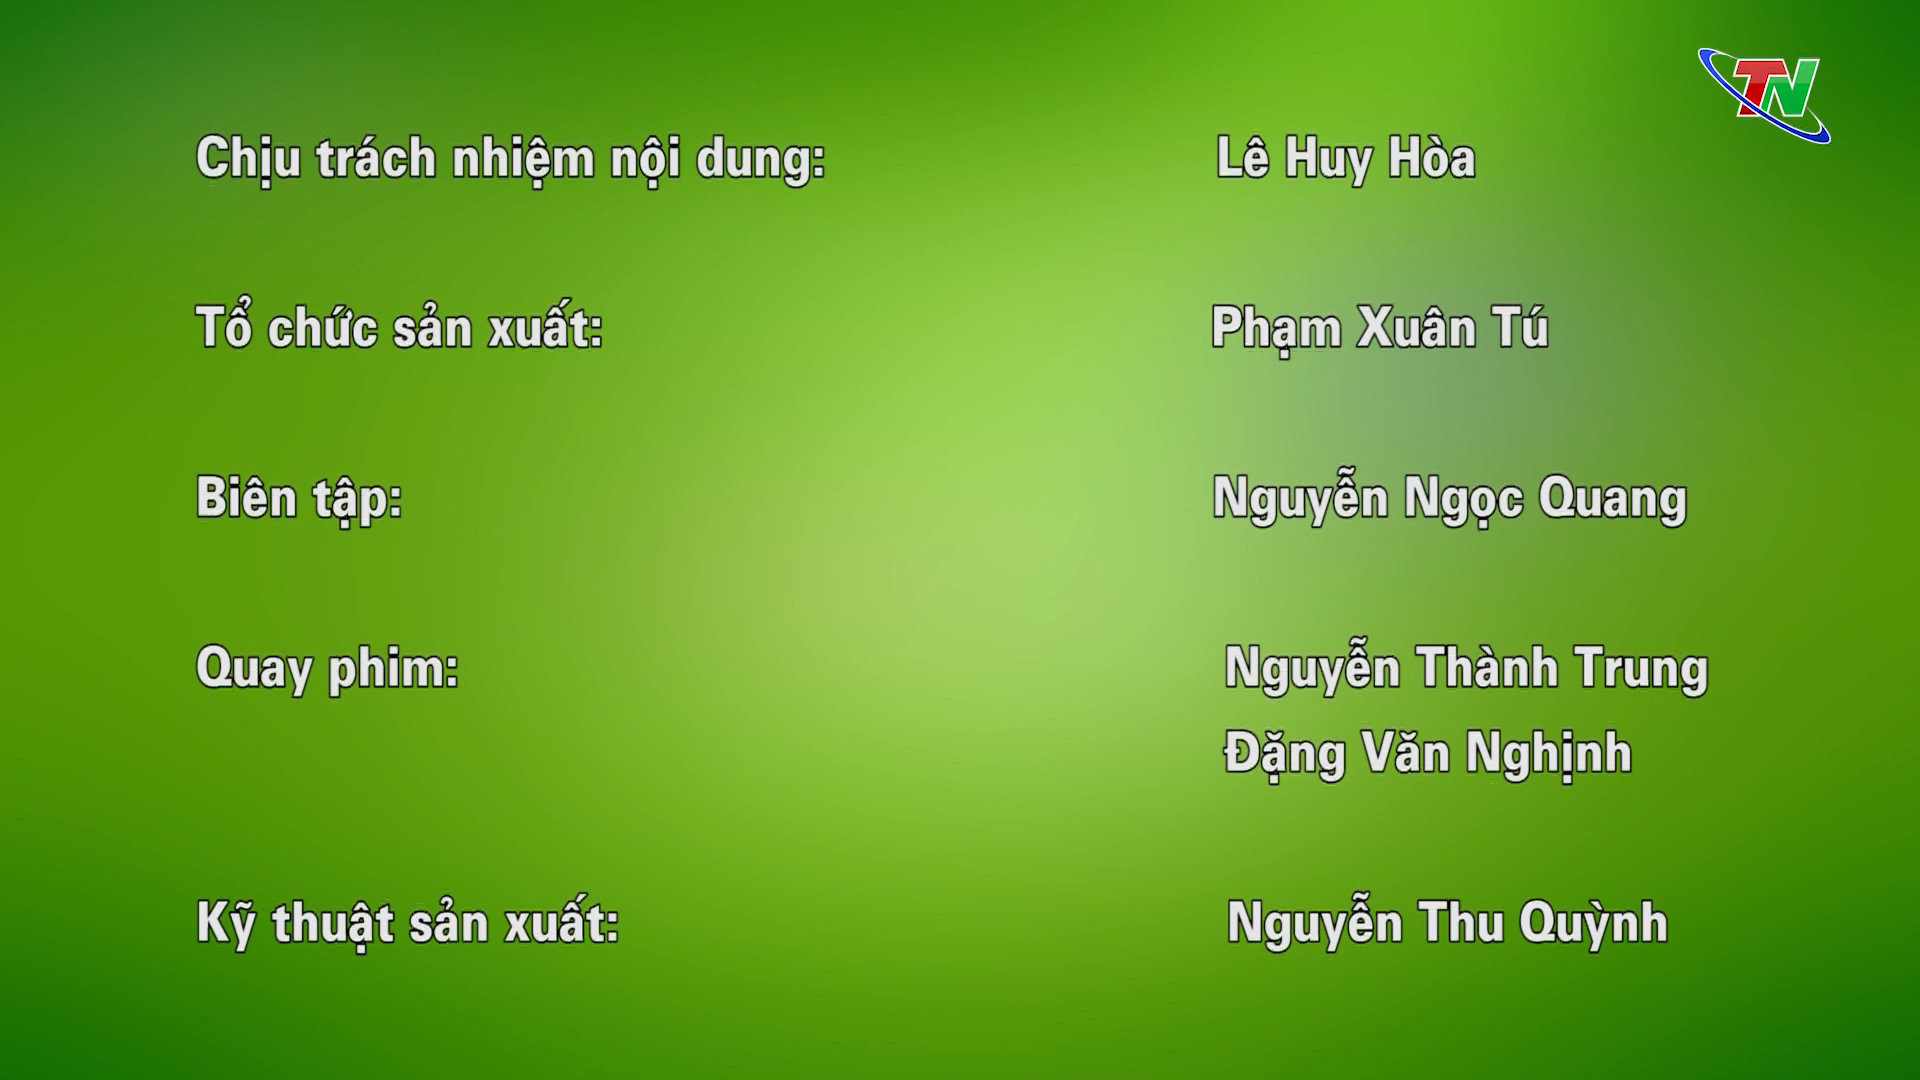 TN
Chịu trách nhiệm nội dung: Lê Huy Hòa
Tổ chức sản xuất: Phạm Xuân Tú
Biên tập: Nguyễn Ngọc Quang
Quay phim: Nguyễn Thành Trung
Đặng Văn Nghịnh
Kỹ thuật sản xuất: Nguyễn Thu Quỳnh